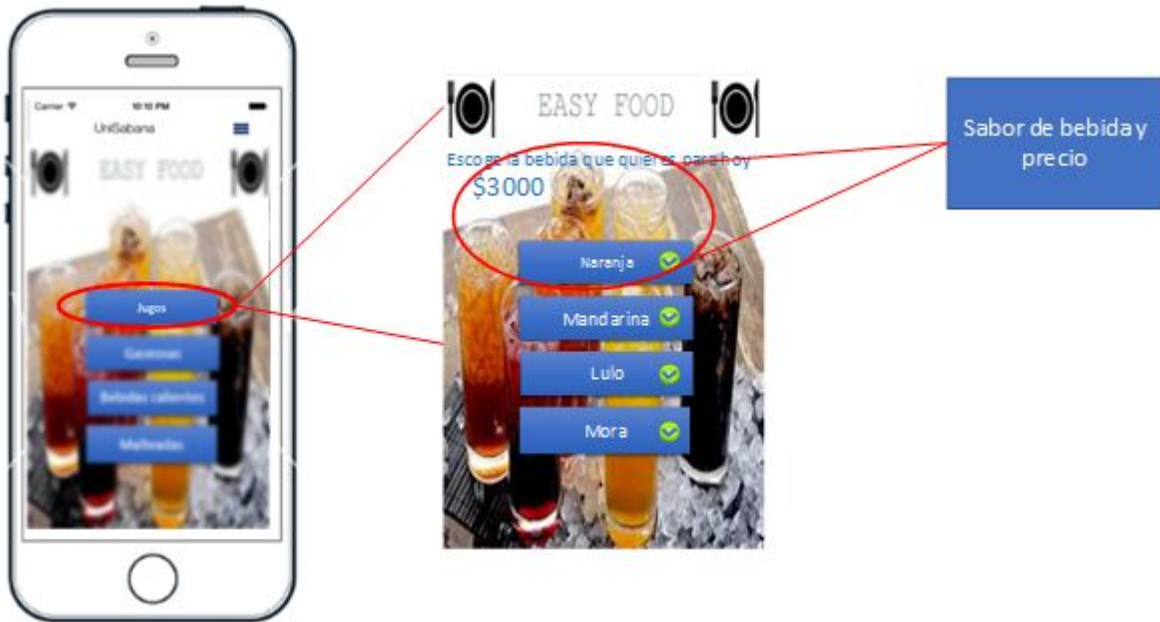 Carrier 10:10 PM
UniSabana
EASY FOOD
Jugos
Gaseosas
Bebidas calientes
Malteadas
EASY FOOD
Escoge la bebida que quieres para hoy
$3000
Naranja
Mandarina
Lulo
Mora
Sabor de bebida y
precio